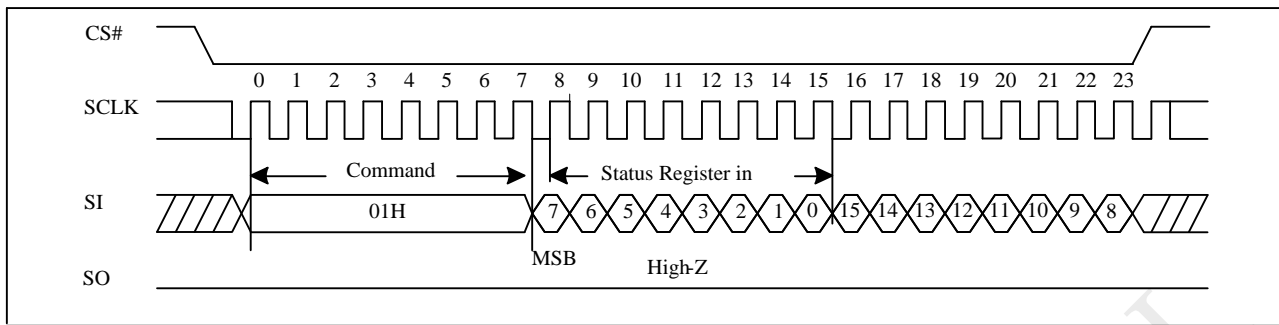 CS#
0 1 2 3 4 5 6 7 8 9 10 11 12 13 14 15 16 17 18 19 20 21 22 23
SCLK
Command Status Register in
SI 01H 7 6 5 4 3 2 1 0 15 14 13 12 11 10 9 8
MSB High-Z
SO